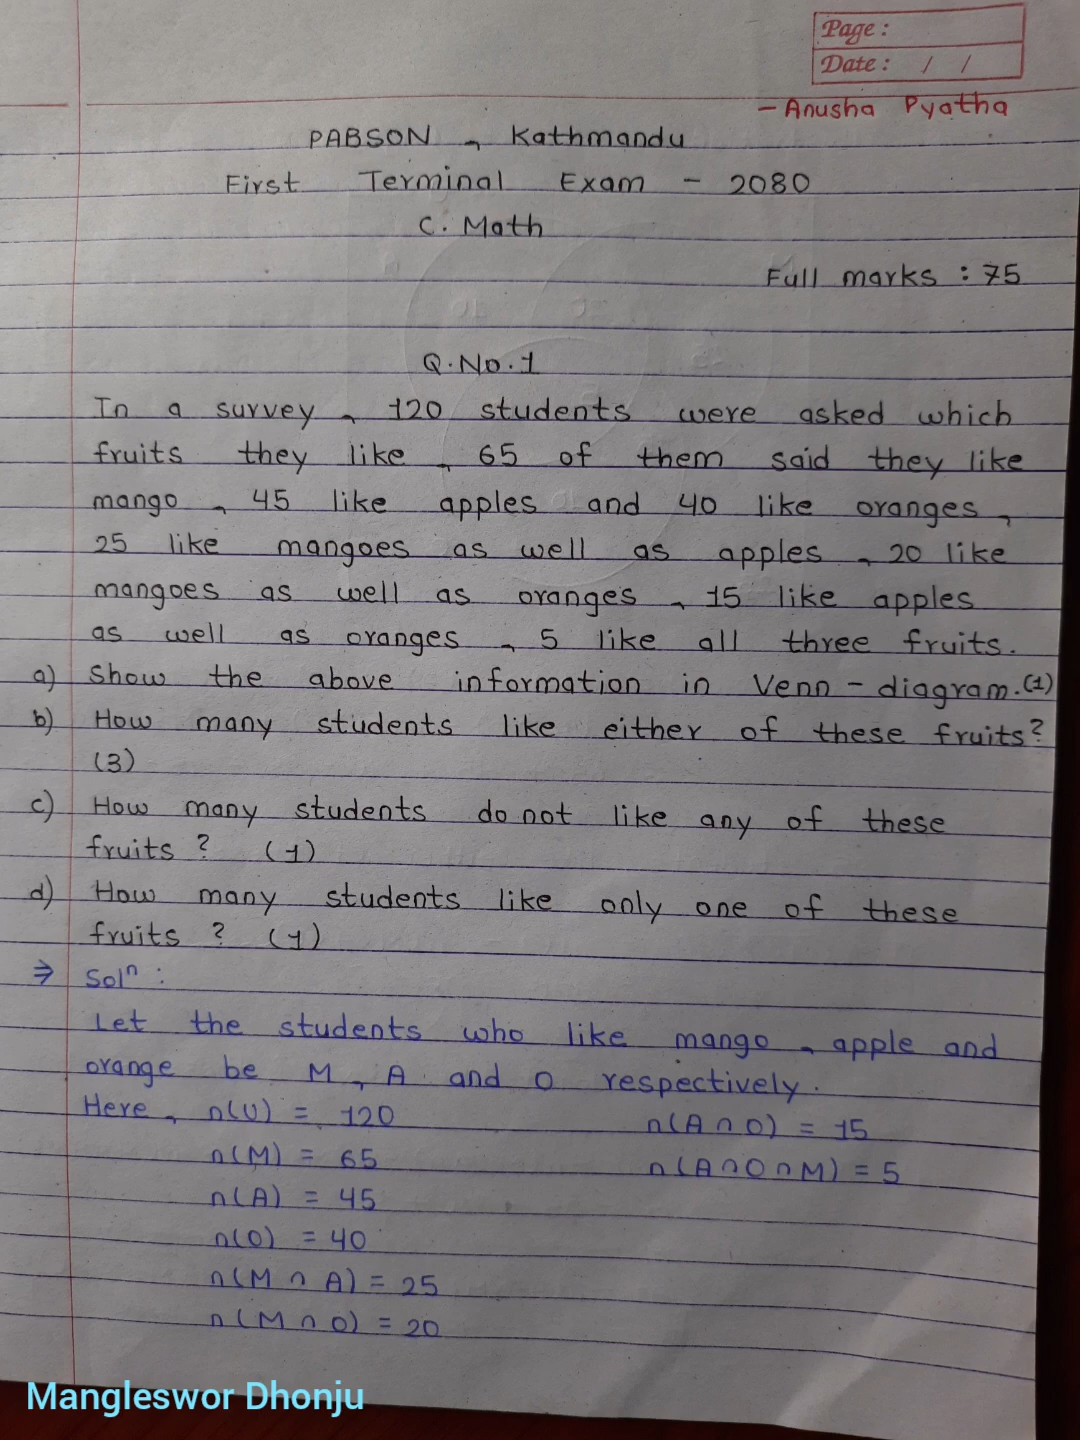 Page :
Date : / /
- Anusha Pyatha
PABSON, Kathmandu
First Terminal Exam - 2080
C. Math
Full marks : 75
Q.No.1
In a survey, 120 students were asked which
fruits they like, 65 of them said they like
mango, 45 like apples and 40 like oranges,
25 like mangoes as well as apples, 20 like
mangoes as well as oranges, 15 like apples
as well as oranges, 5 like all three fruits.
a) Show the above information in Venn-diagram. (1)
b) How many students like either of these fruits?
(3)
c) How many students do not like any of these
fruits? (1)
d) How many students like only one of these
fruits? (1)
⇒ Solⁿ :
Let the students who like mango, apple and
orange be M, A and O respectively.
Here, n(U) = 120 n(A∩O) = 15
n(M) = 65 n(A∩O∩M) = 5
n(A) = 45
n(O) = 40
n(M∩A) = 25
n(M∩O) = 20
Mangleswor Dhonju